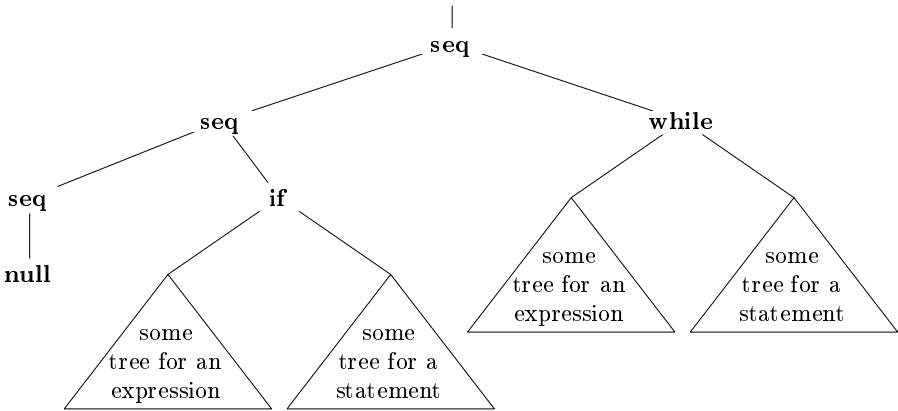 seq
seq
while
seq
if
null
some
tree for an
expression
some
tree for a
statement
some
tree for an
expression
some
tree for a
statement